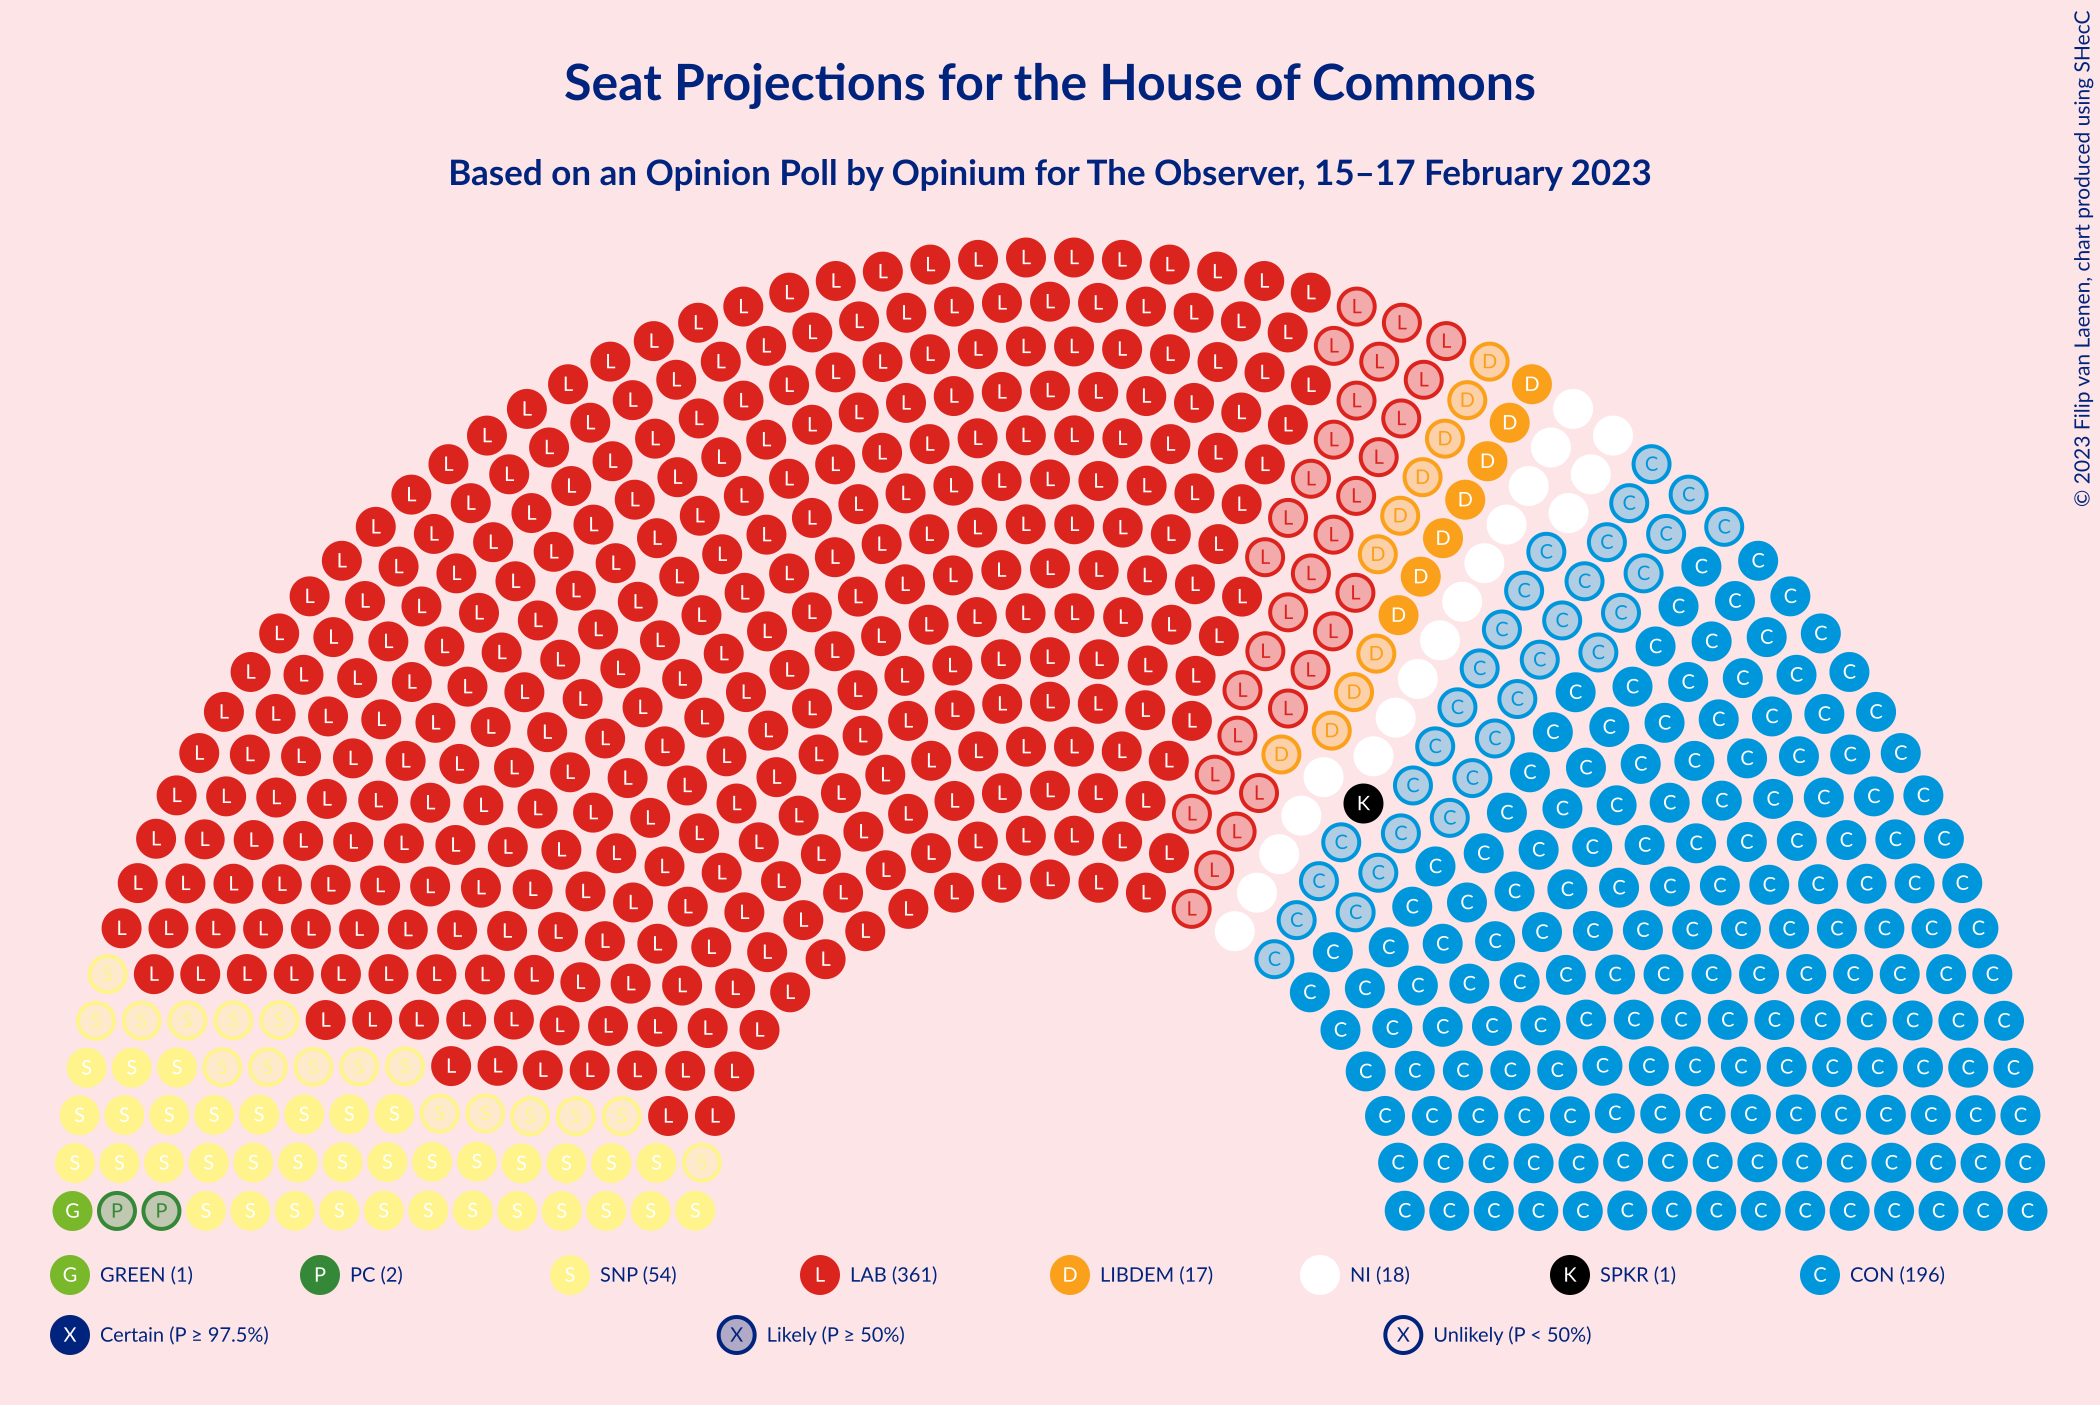 Seat Projections for the House of Commons
Based on an Opinion Poll by Opinium for The Observer, 15–17 February 2023
© 2023 Filip van Laenen, chart produced using SHecC
G GREEN (1) P PC (2) S SNP (54) L LAB (361) D LIBDEM (17) NI (18) K SPKR (1) C CON (196)
X Certain (P ≥ 97.5%) X Likely (P ≥ 50%) X Unlikely (P < 50%)